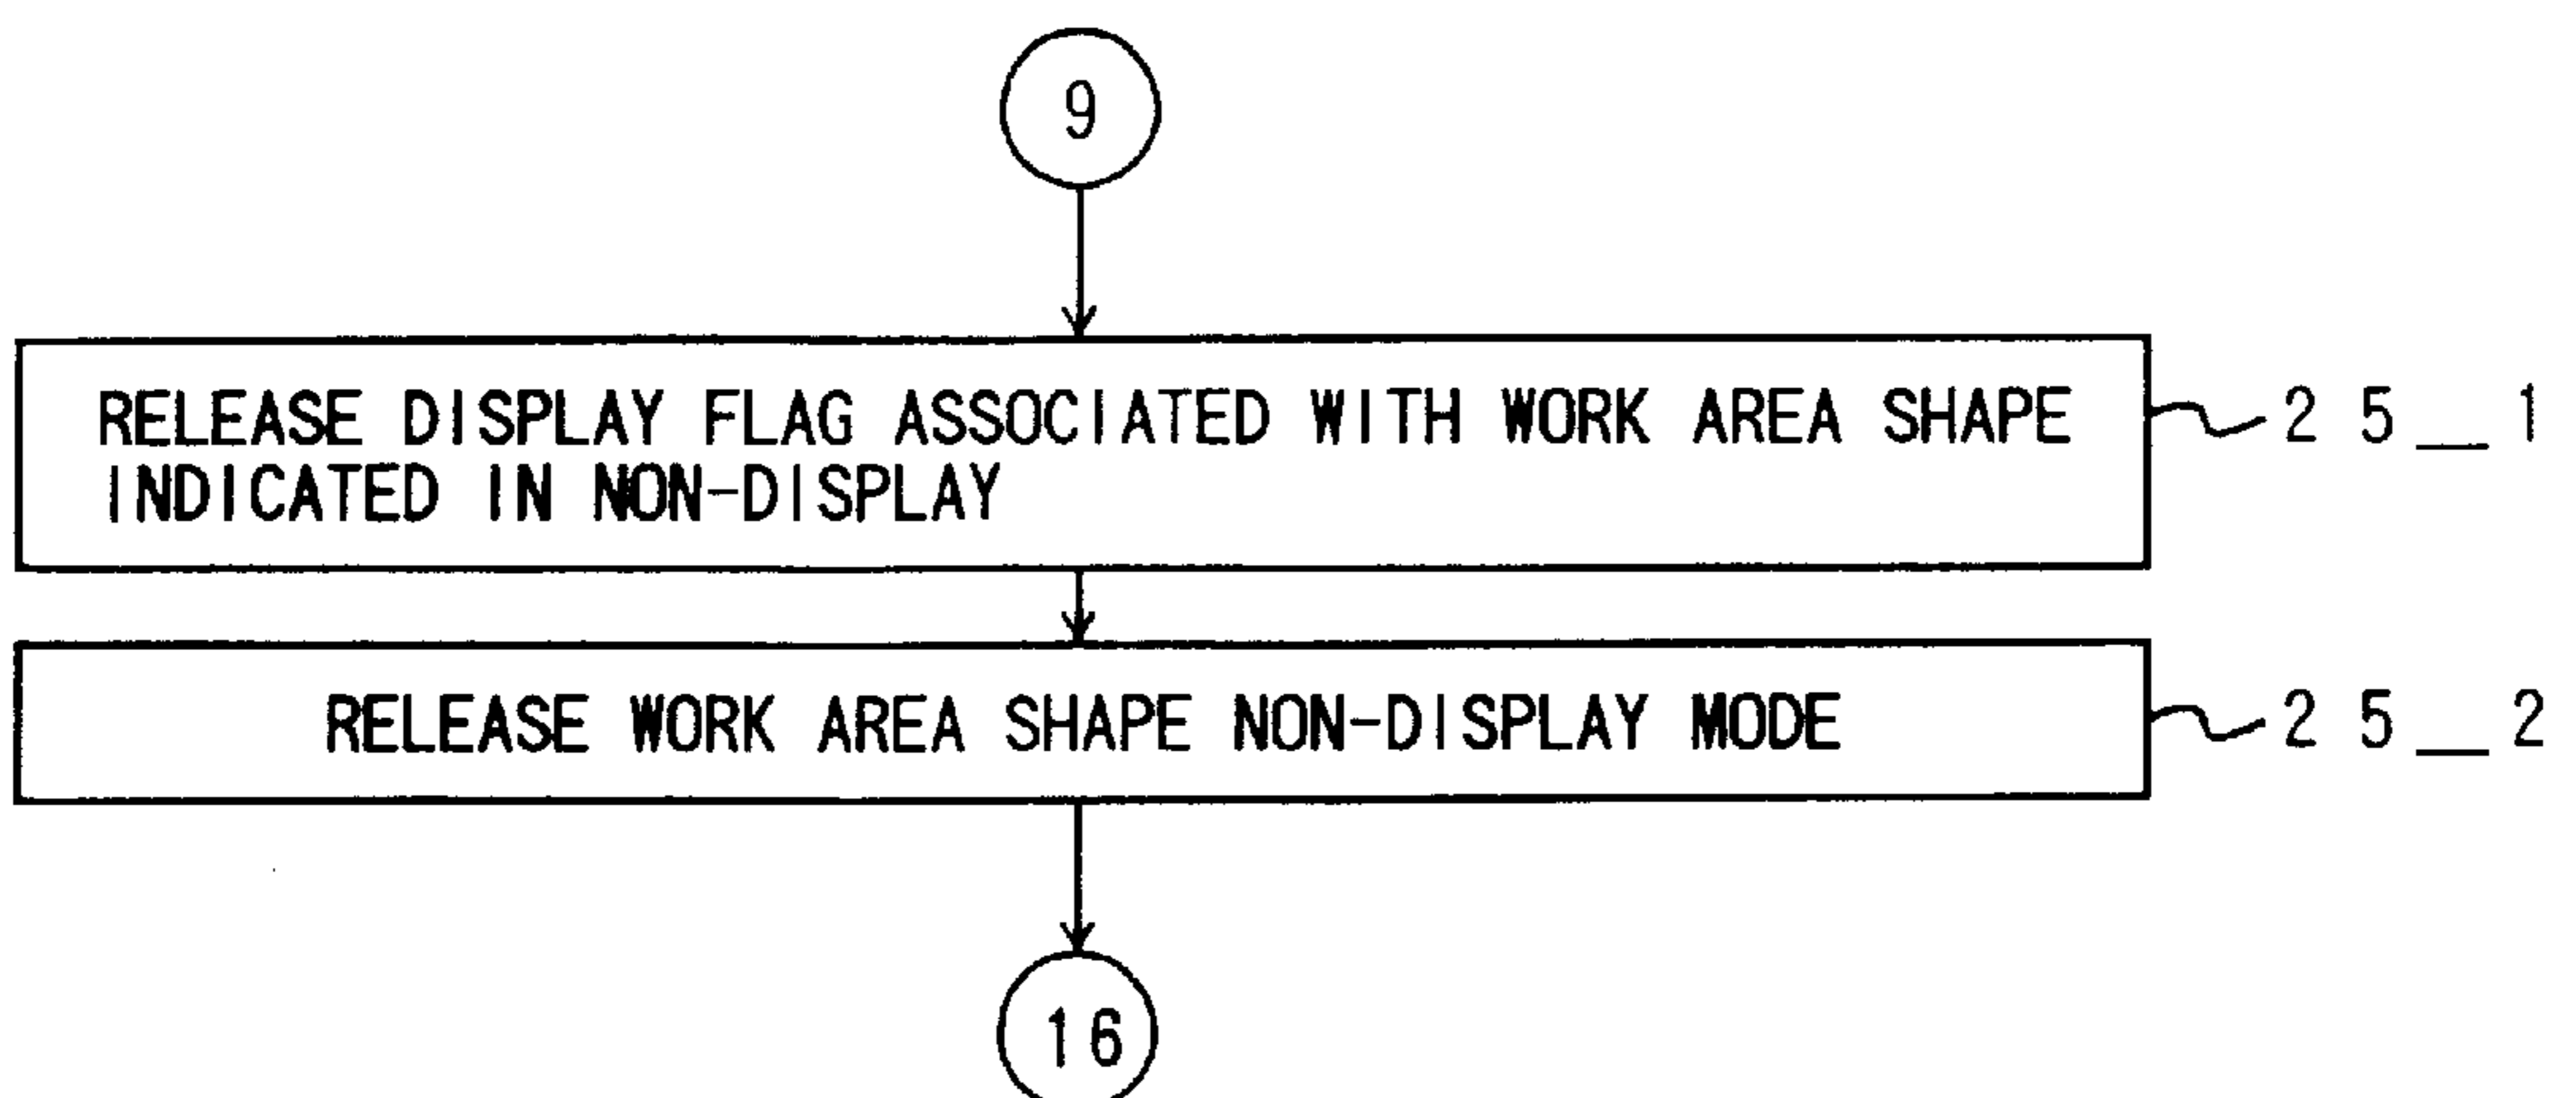 9
RELEASE DISPLAY FLAG ASSOCIATED WITH WORK AREA SHAPE
INDICATED IN NON-DISPLAY
25_1
RELEASE WORK AREA SHAPE NON-DISPLAY MODE
25_2
16